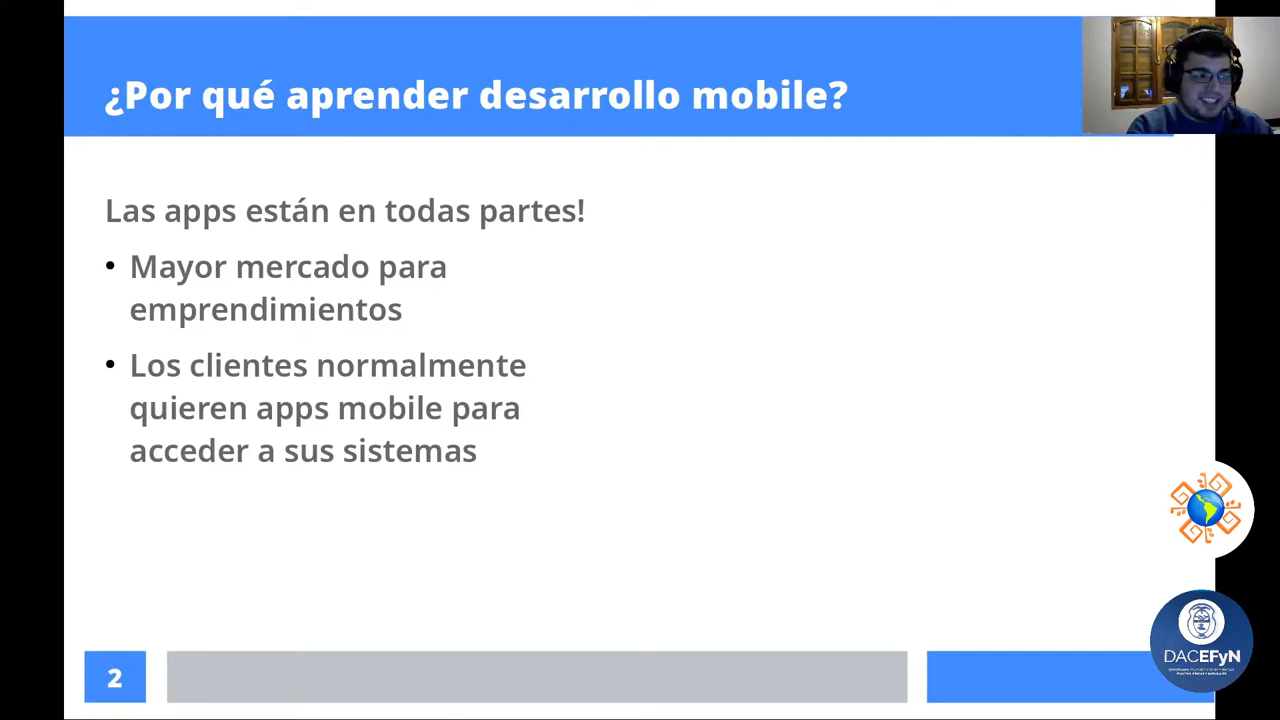 ¿Por qué aprender desarrollo mobile?
Las apps están en todas partes!
• Mayor mercado para
emprendimientos
• Los clientes normalmente
quieren apps mobile para
acceder a sus sistemas
2
DACEFyN